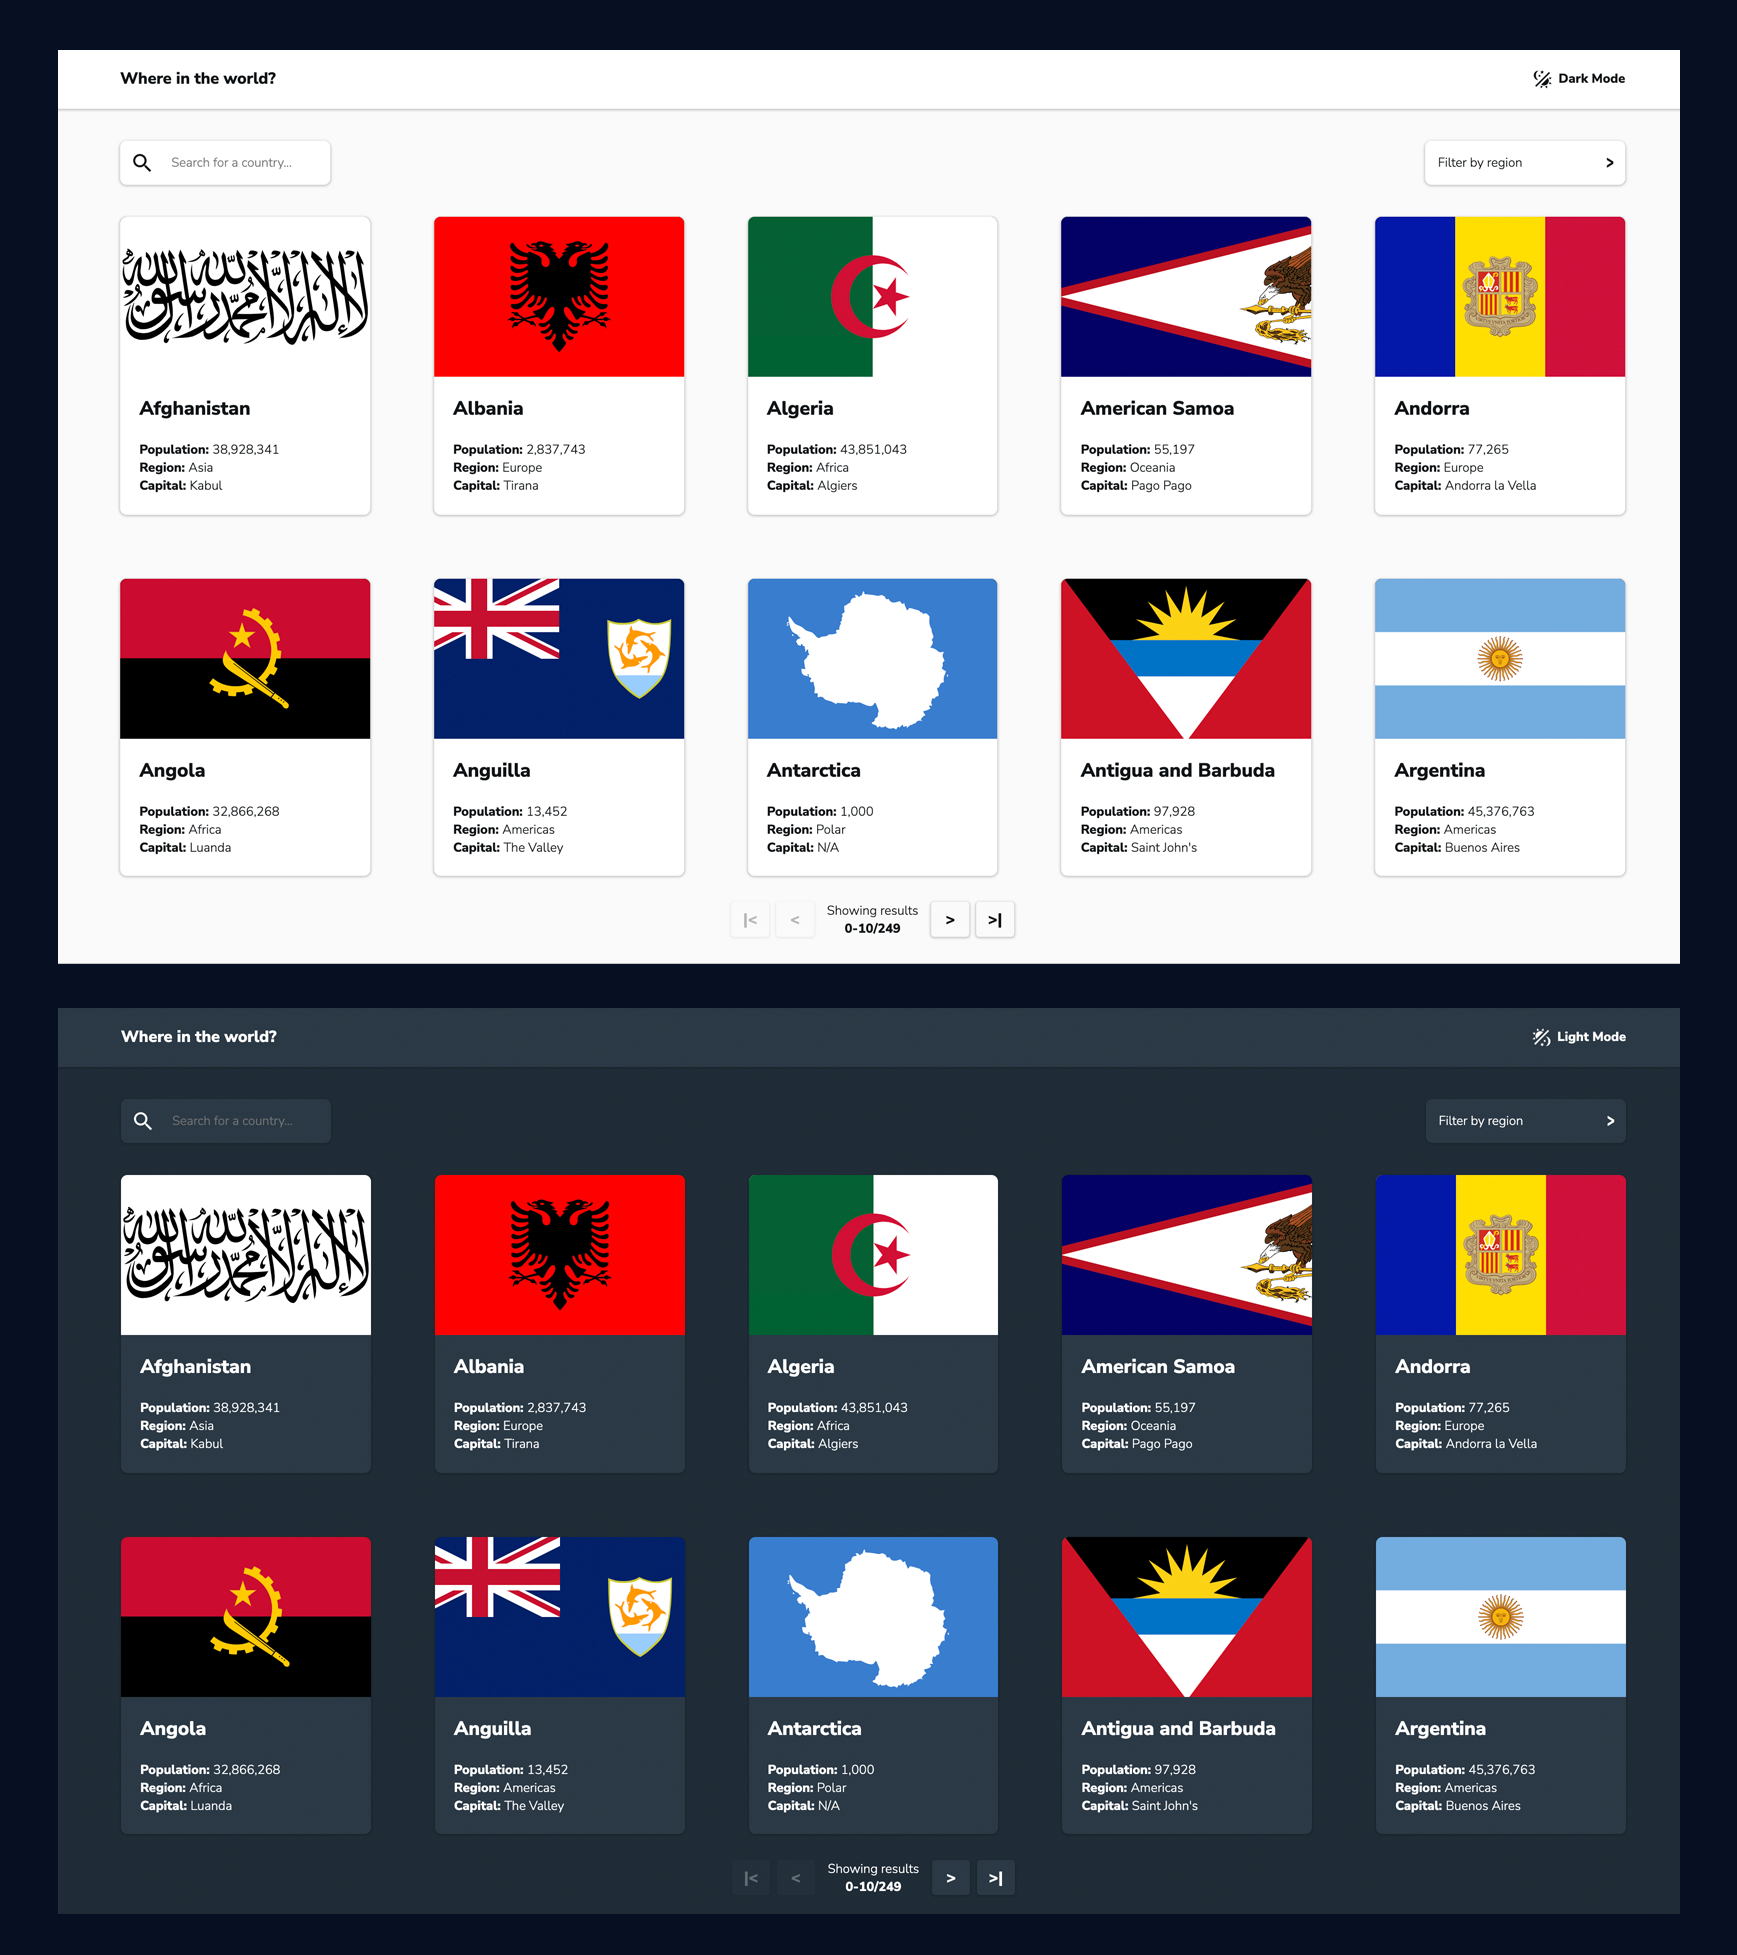 Where in the world?
Dark Mode
Search for a country...
Filter by region >
Afghanistan
Population: 38,928,341
Region: Asia
Capital: Kabul
Albania
Population: 2,837,743
Region: Europe
Capital: Tirana
Algeria
Population: 43,851,043
Region: Africa
Capital: Algiers
American Samoa
Population: 55,197
Region: Oceania
Capital: Pago Pago
Andorra
Population: 77,265
Region: Europe
Capital: Andorra la Vella
Angola
Population: 32,866,268
Region: Africa
Capital: Luanda
Anguilla
Population: 13,452
Region: Americas
Capital: The Valley
Antarctica
Population: 1,000
Region: Polar
Capital: N/A
Antigua and Barbuda
Population: 97,928
Region: Americas
Capital: Saint John's
Argentina
Population: 45,376,763
Region: Americas
Capital: Buenos Aires
|< < Showing results > >|
0-10/249
Where in the world?
Light Mode
Search for a country...
Filter by region >
Afghanistan
Population: 38,928,341
Region: Asia
Capital: Kabul
Albania
Population: 2,837,743
Region: Europe
Capital: Tirana
Algeria
Population: 43,851,043
Region: Africa
Capital: Algiers
American Samoa
Population: 55,197
Region: Oceania
Capital: Pago Pago
Andorra
Population: 77,265
Region: Europe
Capital: Andorra la Vella
Angola
Population: 32,866,268
Region: Africa
Capital: Luanda
Anguilla
Population: 13,452
Region: Americas
Capital: The Valley
Antarctica
Population: 1,000
Region: Polar
Capital: N/A
Antigua and Barbuda
Population: 97,928
Region: Americas
Capital: Saint John's
Argentina
Population: 45,376,763
Region: Americas
Capital: Buenos Aires
|< < Showing results > >|
0-10/249